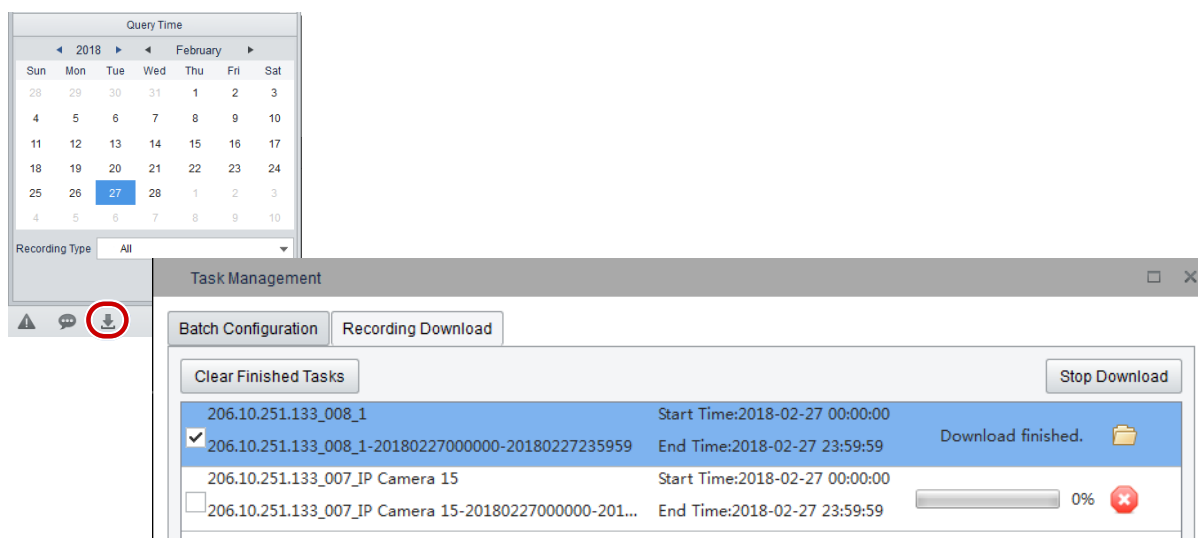 Query Time
2018 February
Sun Mon Tue Wed Thu Fri Sat
28 29 30 31 1 2 3
4 5 6 7 8 9 10
11 12 13 14 15 16 17
18 19 20 21 22 23 24
25 26 27 28 1 2 3
4 5 6 7 8 9 10
Recording Type All
Task Management
Batch Configuration Recording Download
Clear Finished Tasks Stop Download
206.10.251.133_008_1 Start Time:2018-02-27 00:00:00
206.10.251.133_008_1-20180227000000-20180227235959 End Time:2018-02-27 23:59:59 Download finished.
206.10.251.133_007_IP Camera 15 Start Time:2018-02-27 00:00:00
206.10.251.133_007_IP Camera 15-20180227000000-201... End Time:2018-02-27 23:59:59 0%